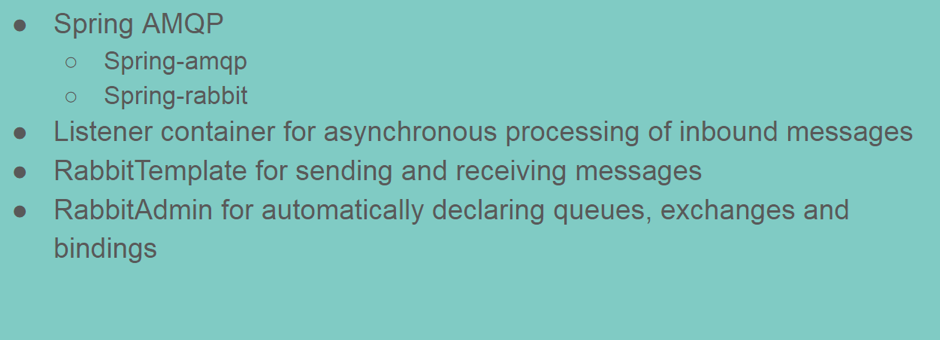 ● Spring AMQP
○ Spring-amqp
○ Spring-rabbit
● Listener container for asynchronous processing of inbound messages
● RabbitTemplate for sending and receiving messages
● RabbitAdmin for automatically declaring queues, exchanges and
bindings